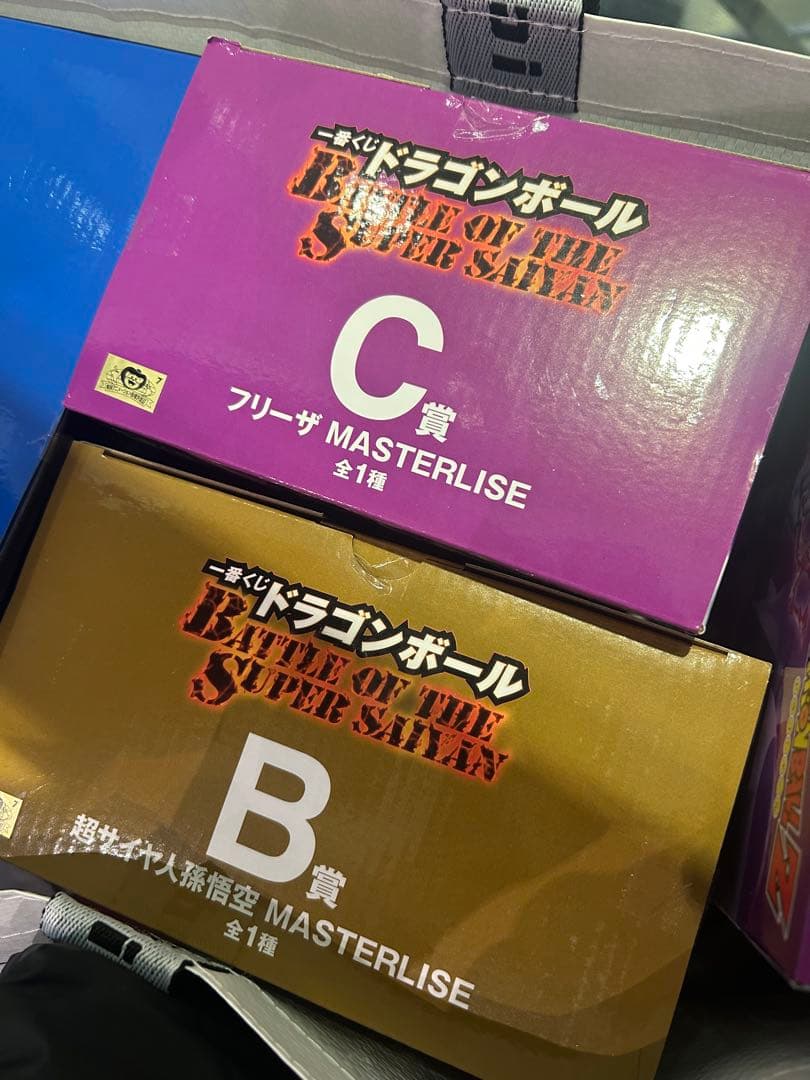 一番くじ ドラゴンボール
BATTLE OF THE
SUPER SAIYAN
C賞
フリーザ MASTERLISE
全1種
7
一番くじ ドラゴンボール
BATTLE OF THE
SUPER SAIYAN
B賞
超サイヤ人孫悟空 MASTERLISE
全1種
7